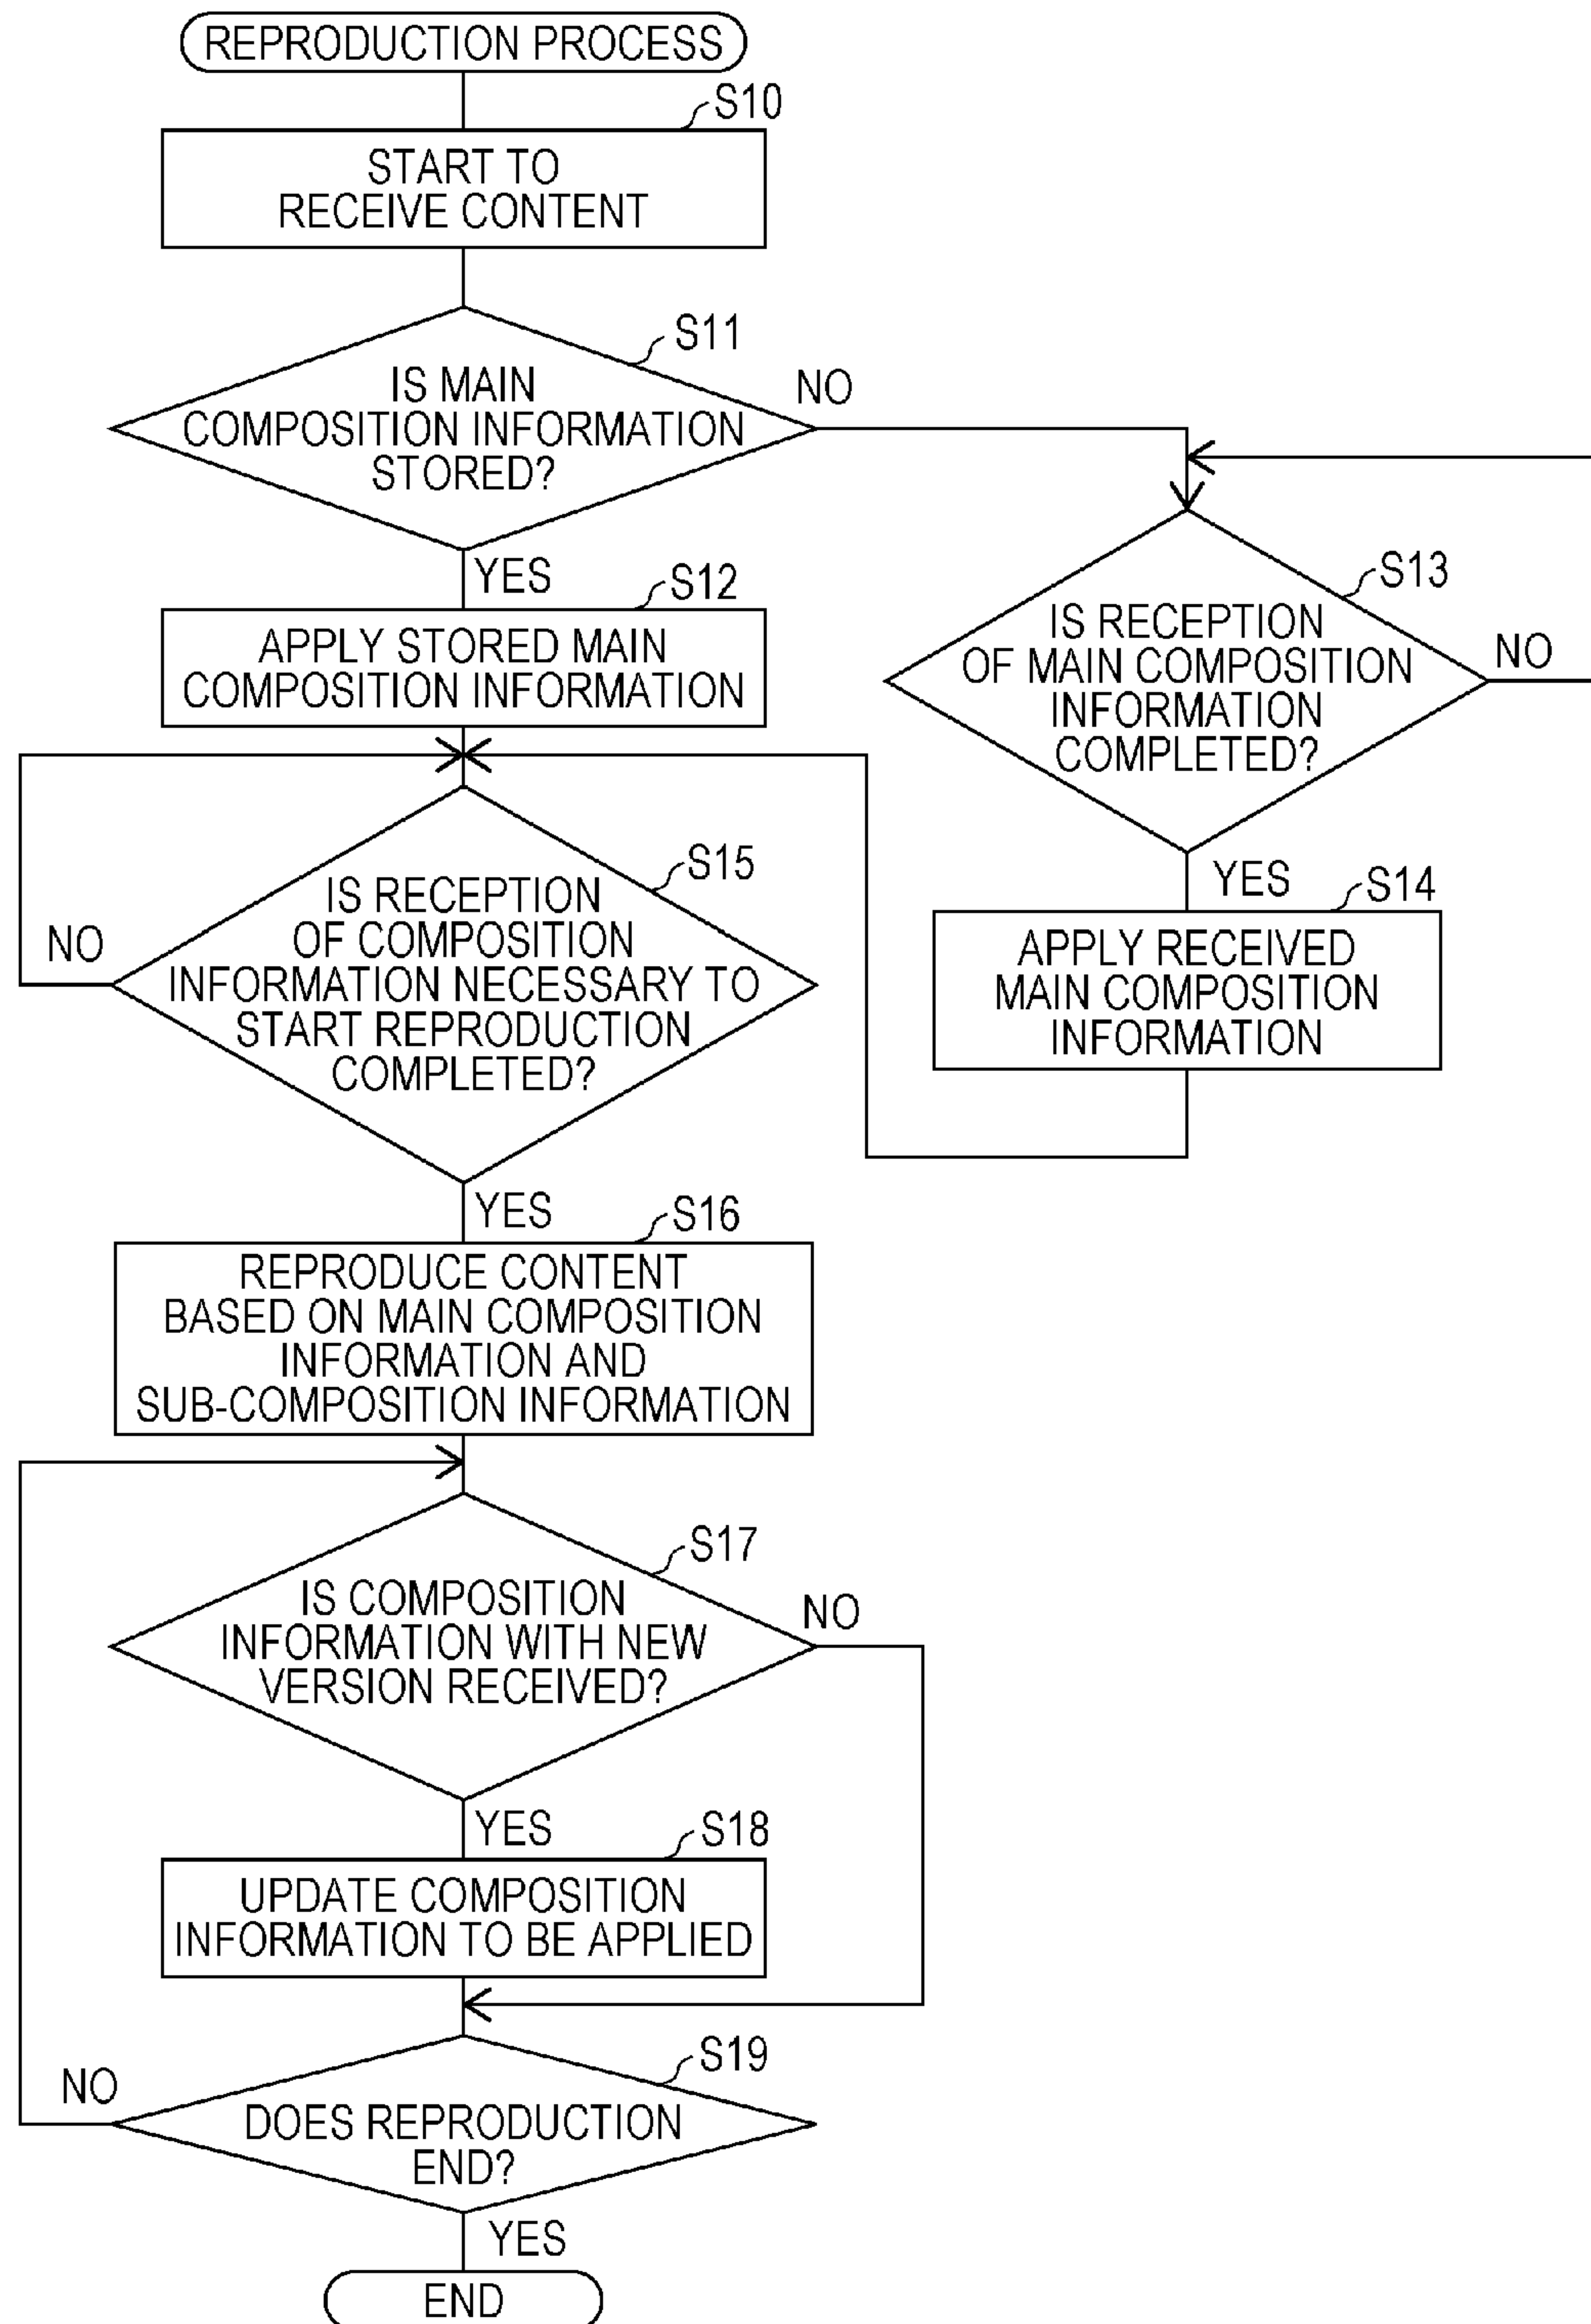 REPRODUCTION PROCESS
S10
START TO
RECEIVE CONTENT
S11
IS MAIN
COMPOSITION INFORMATION
STORED?
NO
YES
S12
APPLY STORED MAIN
COMPOSITION INFORMATION
S13
IS RECEPTION
OF MAIN COMPOSITION
INFORMATION
COMPLETED?
NO
YES
S14
APPLY RECEIVED
MAIN COMPOSITION
INFORMATION
S15
IS RECEPTION
OF COMPOSITION
INFORMATION NECESSARY TO
START REPRODUCTION
COMPLETED?
NO
YES
S16
REPRODUCE CONTENT
BASED ON MAIN COMPOSITION
INFORMATION AND
SUB-COMPOSITION INFORMATION
S17
IS COMPOSITION
INFORMATION WITH NEW
VERSION RECEIVED?
NO
YES
S18
UPDATE COMPOSITION
INFORMATION TO BE APPLIED
S19
DOES REPRODUCTION
END?
NO
YES
END